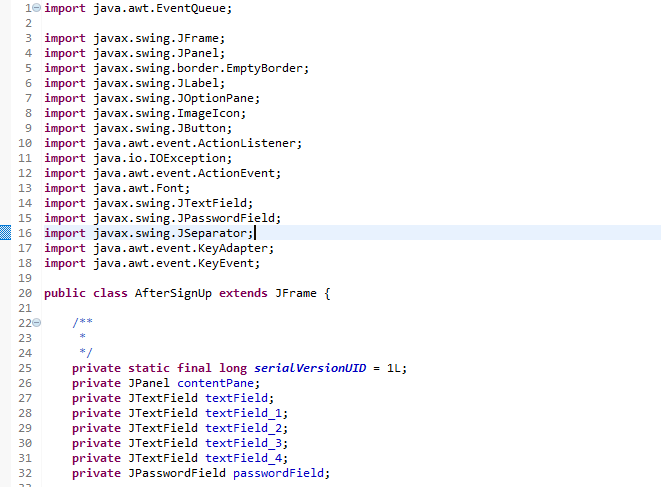 1 import java.awt.EventQueue;
2
3 import javax.swing.JFrame;
4 import javax.swing.JPanel;
5 import javax.swing.border.EmptyBorder;
6 import javax.swing.JLabel;
7 import javax.swing.JOptionPane;
8 import javax.swing.ImageIcon;
9 import javax.swing.JButton;
10 import java.awt.event.ActionListener;
11 import java.io.IOException;
12 import java.awt.event.ActionEvent;
13 import java.awt.Font;
14 import javax.swing.JTextField;
15 import javax.swing.JPasswordField;
16 import javax.swing.JSeparator;
17 import java.awt.event.KeyAdapter;
18 import java.awt.event.KeyEvent;
19
20 public class AfterSignUp extends JFrame {
21
22     /**
23      *
24      */
25     private static final long serialVersionUID = 1L;
26     private JPanel contentPane;
27     private JTextField textField;
28     private JTextField textField_1;
29     private JTextField textField_2;
30     private JTextField textField_3;
31     private JTextField textField_4;
32     private JPasswordField passwordField;